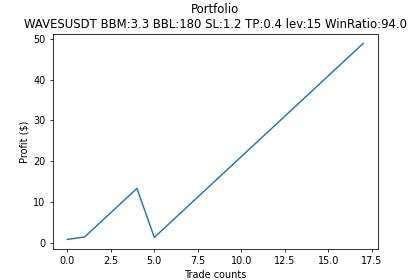 Portfolio
WAVESUSDT BBM:3.3 BBL:180 SL:1.2 TP:0.4 lev:15 WinRatio:94.0
50
40
30
20
10
0
Profit ($)
0.0 2.5 5.0 7.5 10.0 12.5 15.0 17.5
Trade counts